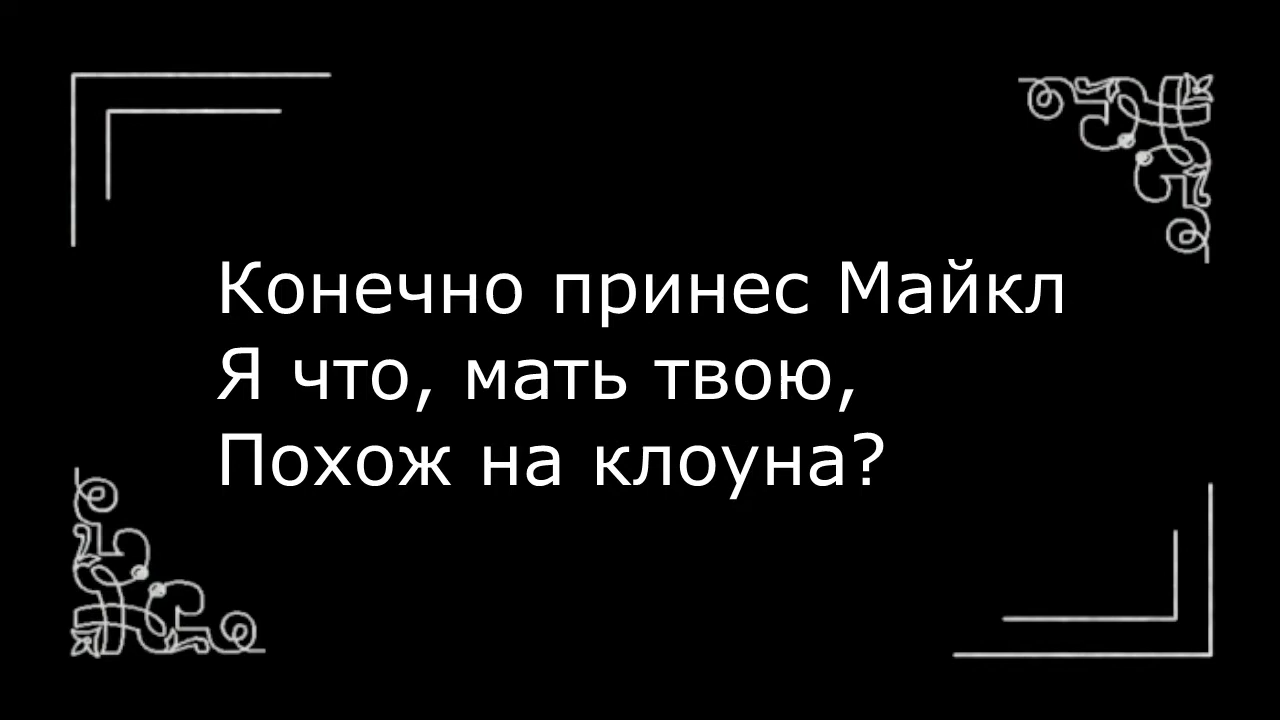 Конечно принес Майкл
Я что, мать твою,
Похож на клоуна?